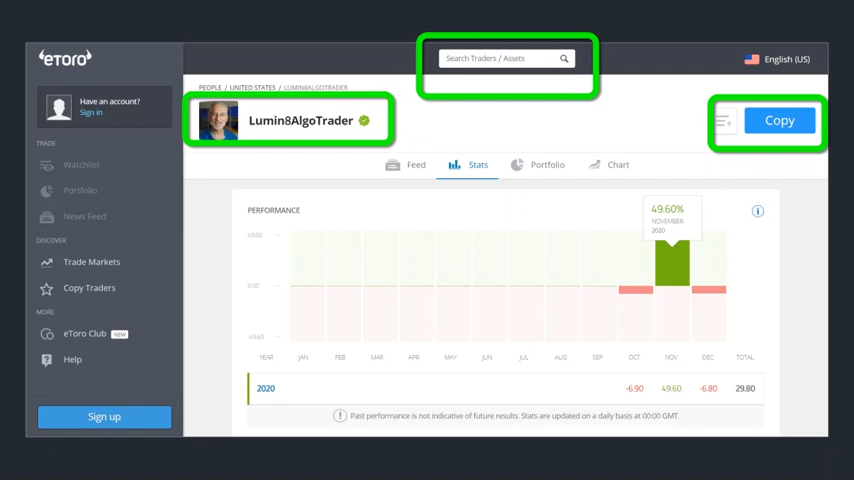 eToro
Search Traders / Assets
English (US)
Have an account?
Sign in
TRADE
Watchlist
Portfolio
News Feed
DISCOVER
Trade Markets
Copy Traders
MORE
eToro Club NEW
Help
Sign up
PEOPLE / UNITED STATES / LUMIN8ALGOTRADER
Lumin8AlgoTrader
Copy
Feed Stats Portfolio Chart
PERFORMANCE
49.60%
NOVEMBER
2020
49.60
0.00
-49.60
YEAR JAN FEB MAR APR MAY JUN JUL AUG SEP OCT NOV DEC TOTAL
2020 -6.90 49.60 -6.80 29.80
Past performance is not indicative of future results. Stats are updated on a daily basis at 00:00 GMT.